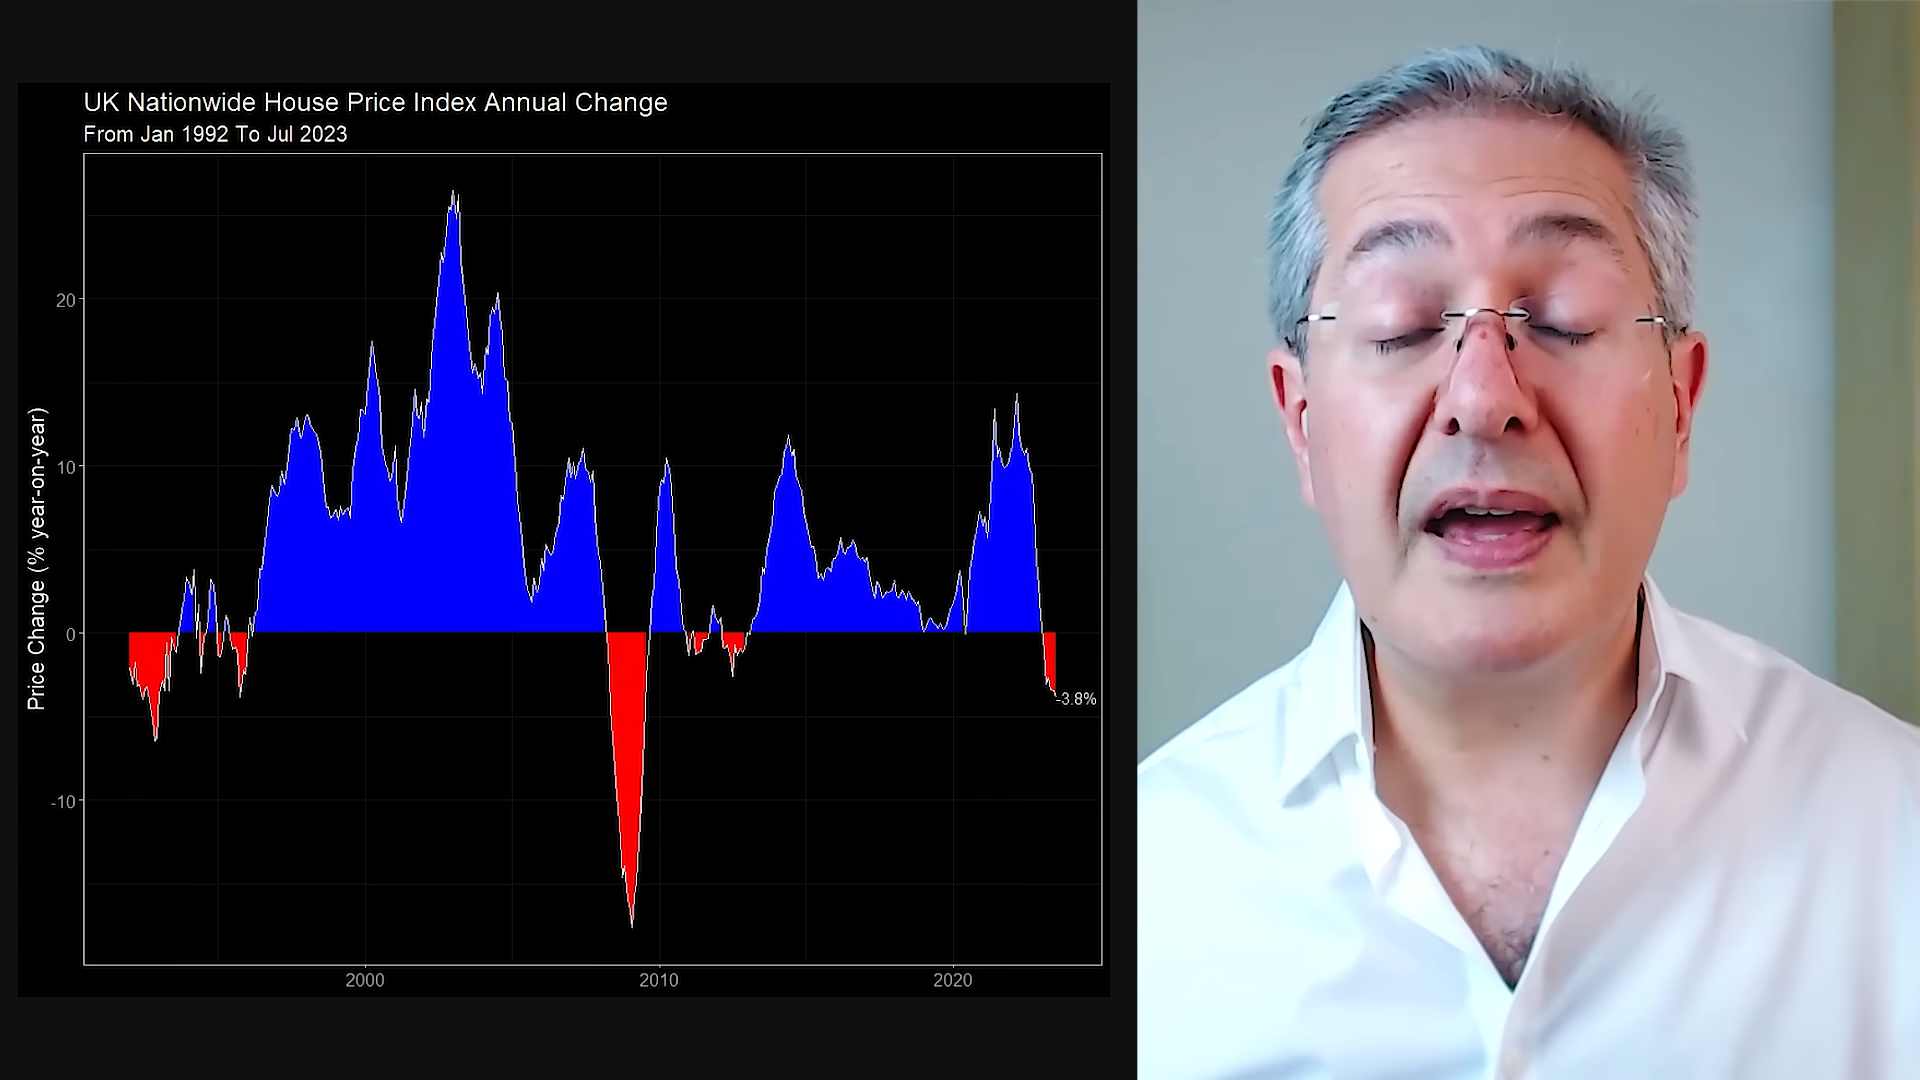 UK Nationwide House Price Index Annual Change
From Jan 1992 To Jul 2023
Price Change (% year-on-year)
20
10
0
-10
-3.8%
2000
2010
2020